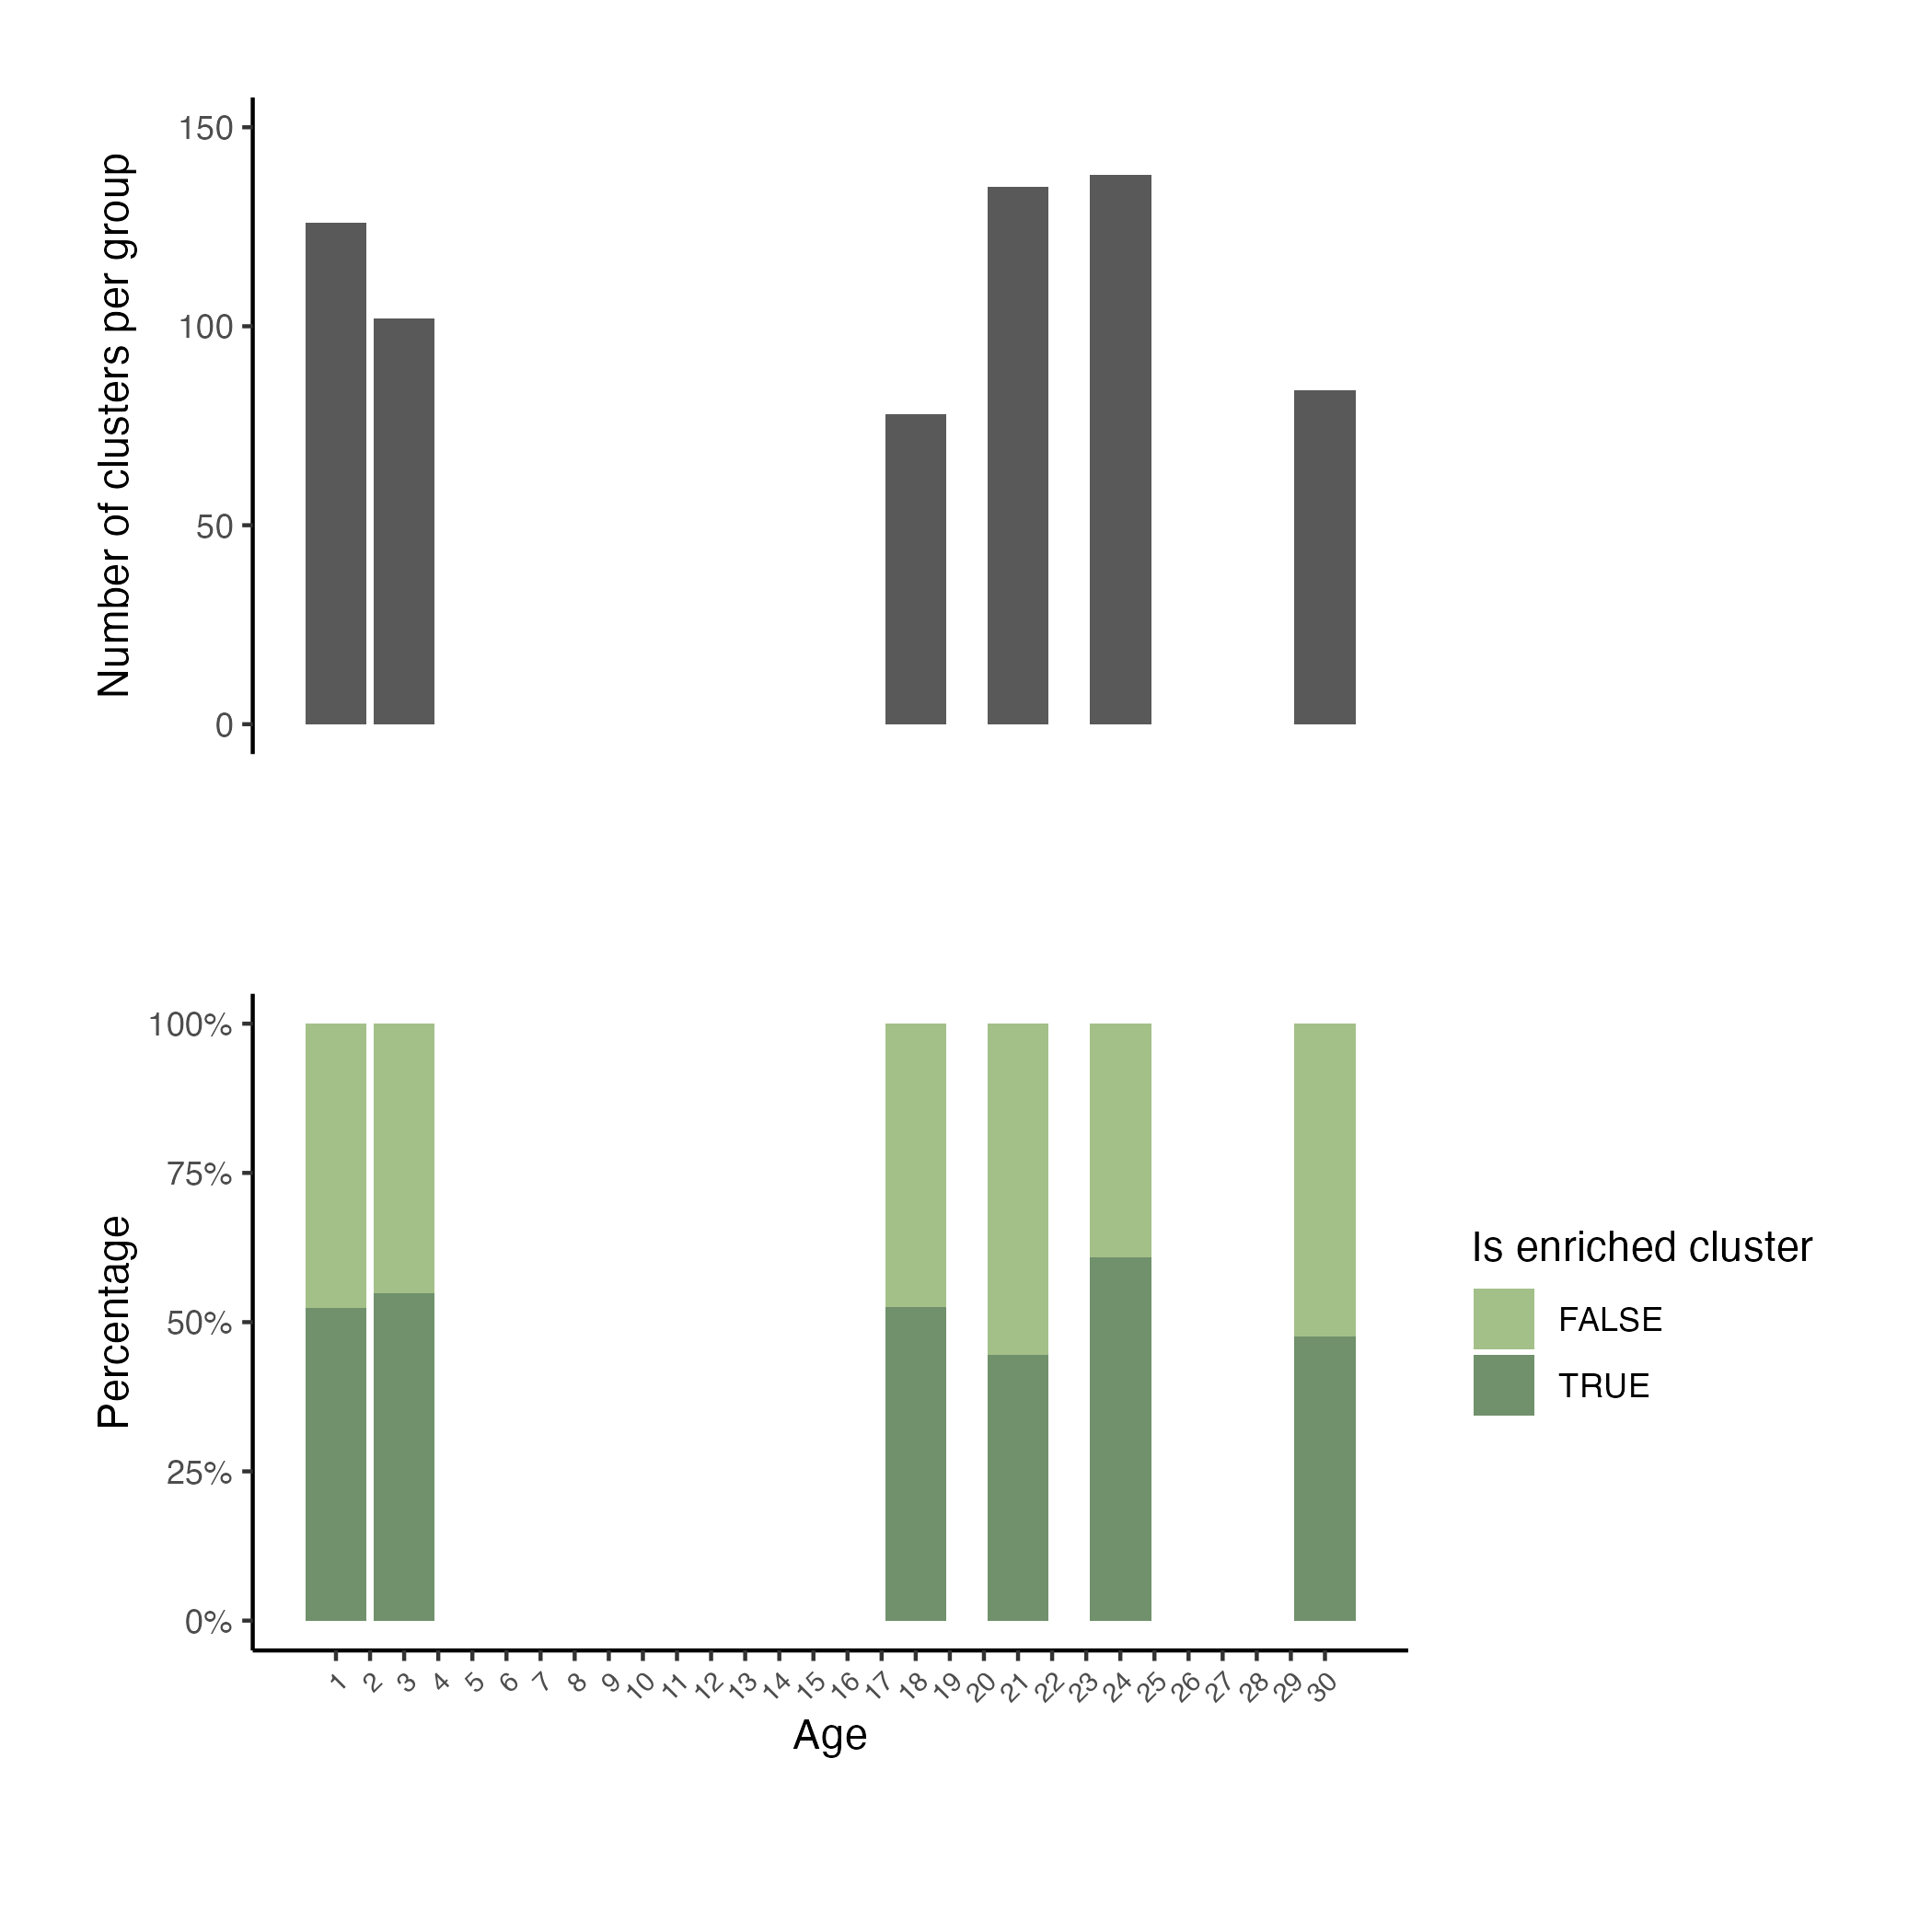 Number of clusters per group
150
100
50
0
Percentage
100%
75%
50%
25%
0%
1 2 3 4 5 6 7 8 9 10 11 12 13 14 15 16 17 18 19 20 21 22 23 24 25 26 27 28 29 30
Age
Is enriched cluster
FALSE
TRUE